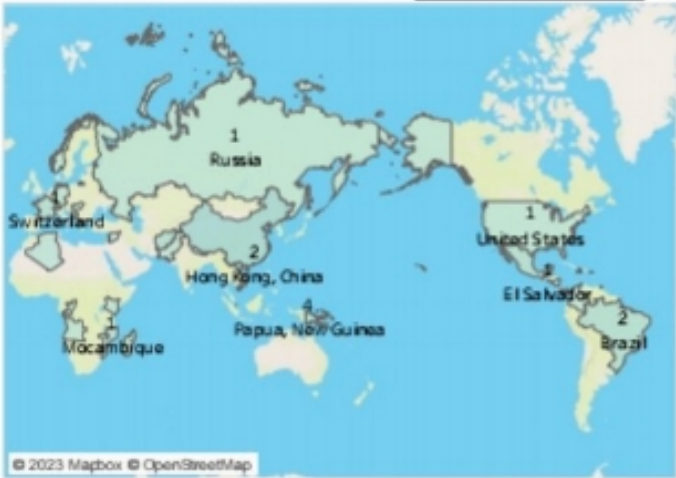 1
Russia
Switzerland
1
United States
2
Hong Kong, China
El Salvador
4
Papua, New Guinea
2
Brazil
1
Mocambique
© 2023 Mapbox © OpenStreetMap